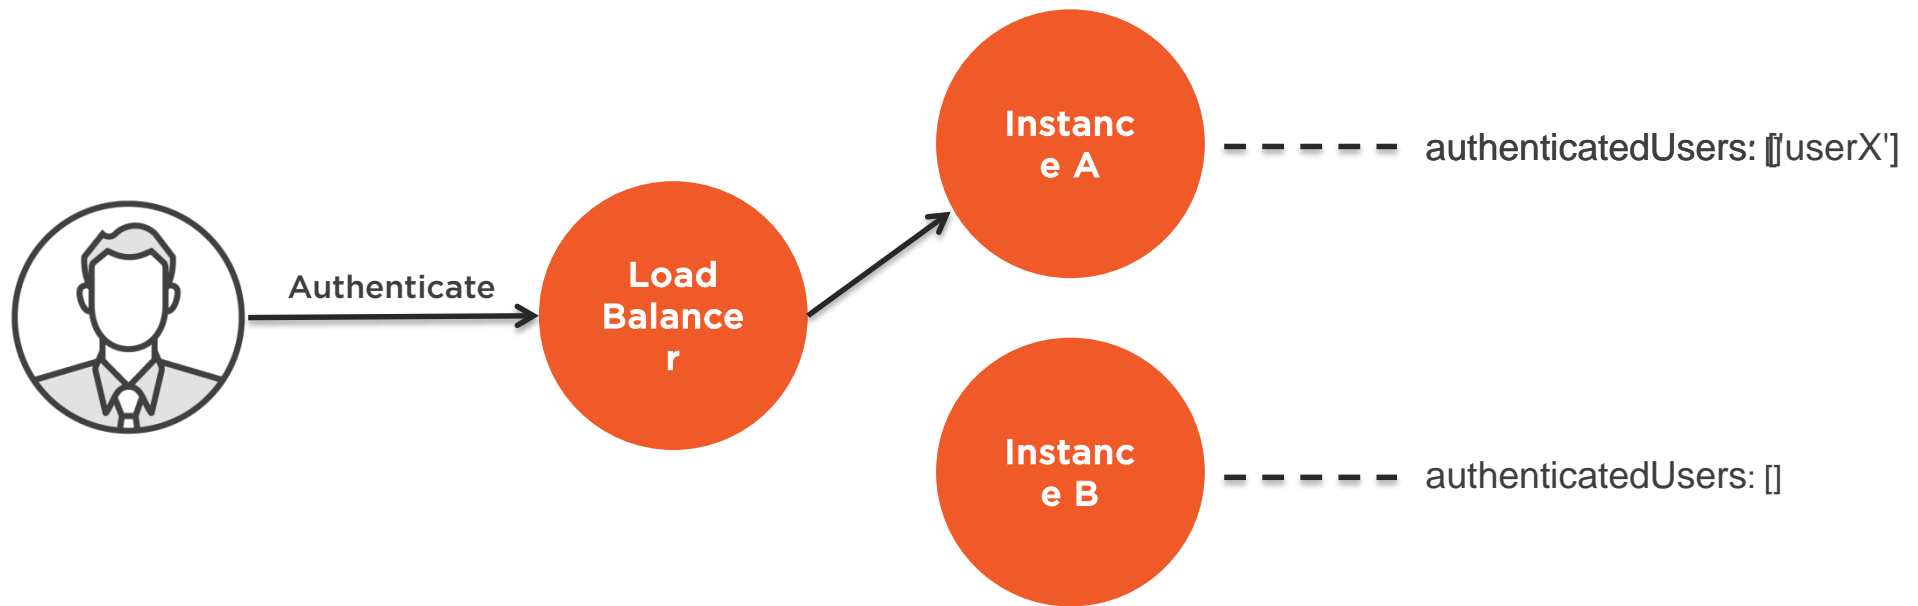 Authenticate
Load
Balance
r
Instanc
e A
authenticatedUsers: ['userX']
Instanc
e B
authenticatedUsers: []